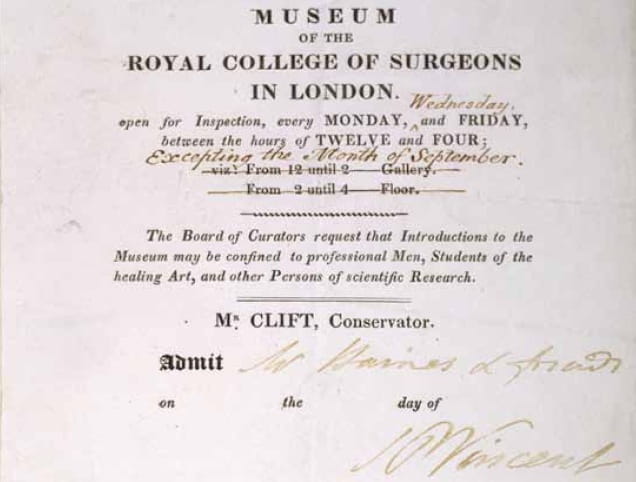 MUSEUM
OF THE
ROYAL COLLEGE OF SURGEONS
IN LONDON.
Wednesday,
open for Inspection, every MONDAY, and FRIDAY,
between the hours of TWELVE and FOUR;
Excepting the Month of September.
viz: From 12 until 2 Gallery.
From 2 until 4 Floor.
The Board of Curators request that Introductions to the
Museum may be confined to professional Men, Students of the
healing Art, and other Persons of scientific Research.
Mr. CLIFT, Conservator.
Admit Mr Haines & friends
on the day of
Vincent